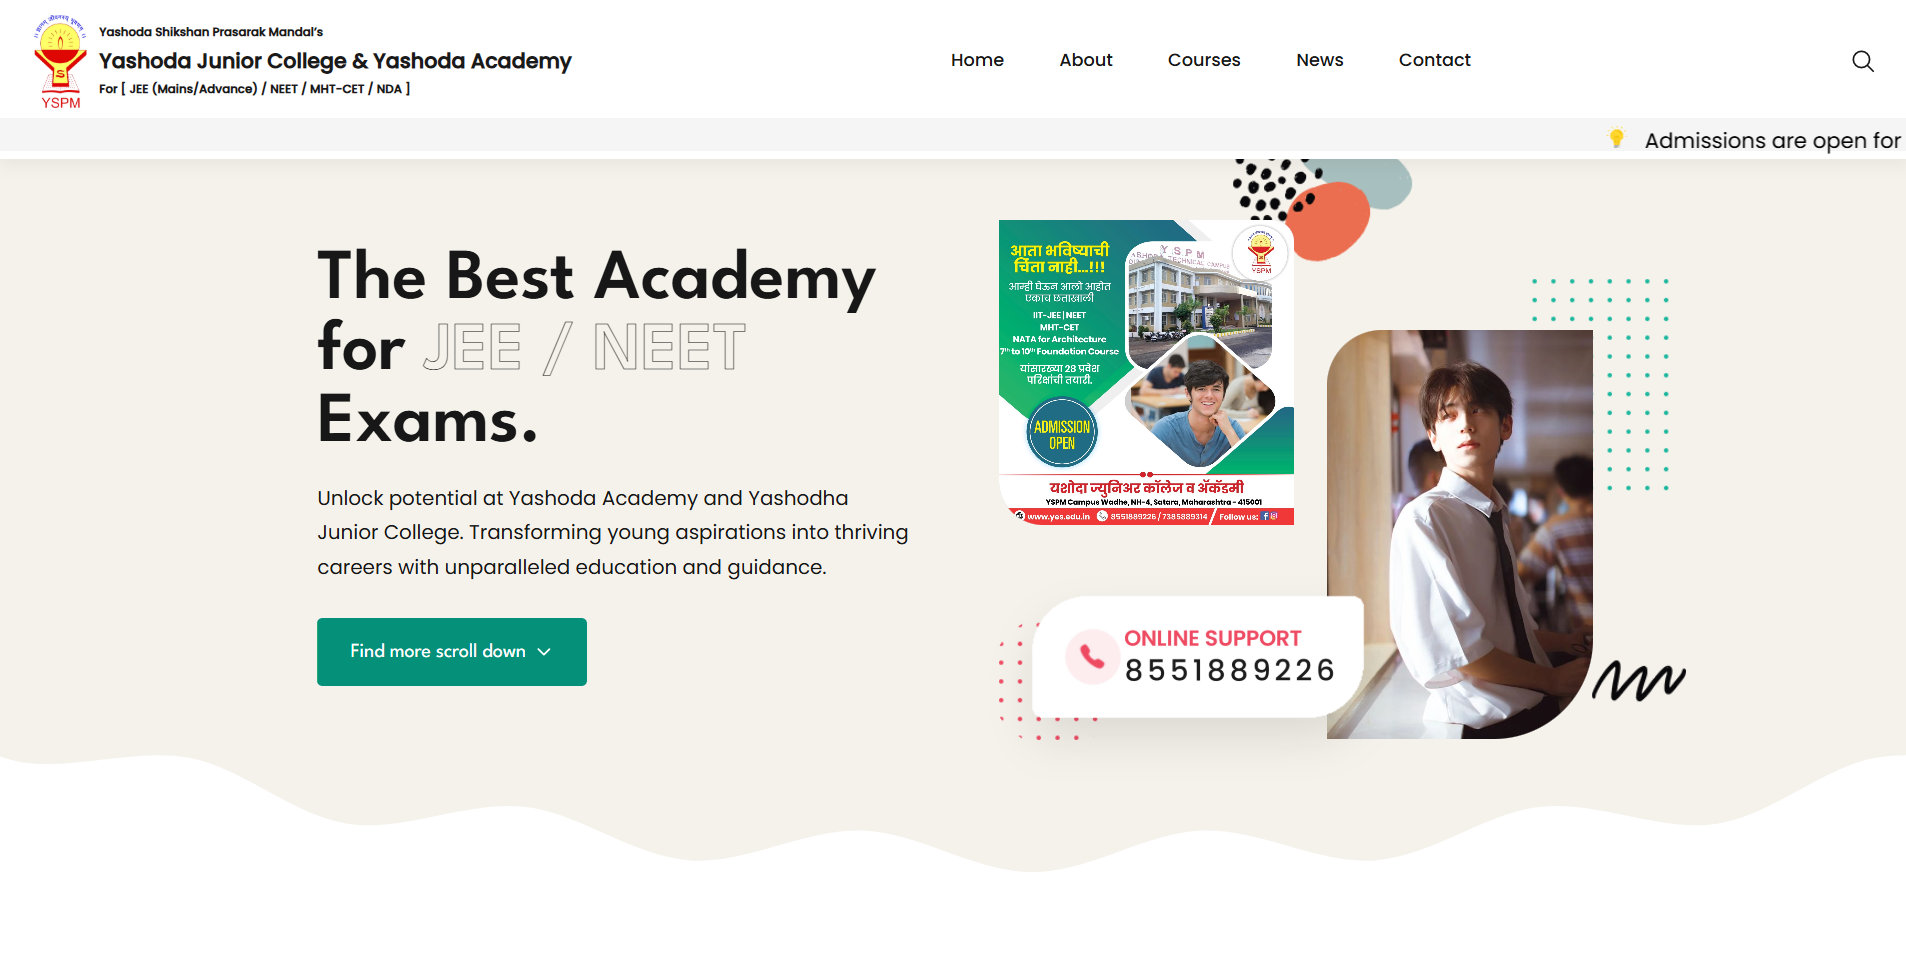 Yashoda Shikshan Prasarak Mandal's
Yashoda Junior College & Yashoda Academy
For [ JEE (Mains/Advance) / NEET / MHT-CET / NDA ]
YSPM
Home
About
Courses
News
Contact
Admissions are open for
The Best Academy
for JEE / NEET
Exams.
Unlock potential at Yashoda Academy and Yashodha
Junior College. Transforming young aspirations into thriving
careers with unparalleled education and guidance.
Find more scroll down
आता भविष्याची
चिंता नाही...!!!
आम्ही घेऊन आलो आहोत
एकाच छताखाली
IIT-JEE | NEET
MHT-CET
NATA for Architecture
7th to 10th Foundation Course
यांसारख्या 28 प्रवेश
परिक्षांची तयारी.
ADMISSION
OPEN
Y S P M
YSPM
यशोदा ज्युनिअर कॉलेज व ॲकॅडमी
YSPM Campus Wadhe, NH-4, Satara, Maharashtra - 415001
www.yes.edu.in 8551889226 / 7385889314 Follow us:
ONLINE SUPPORT
8551889226